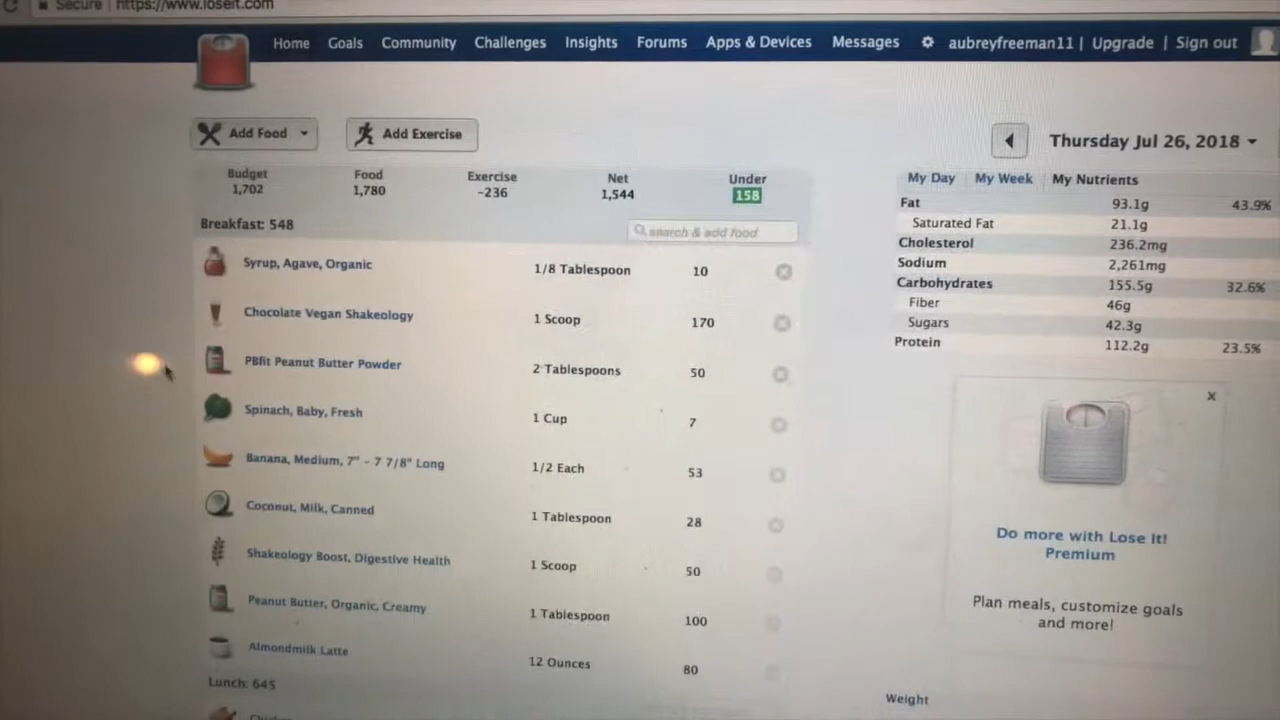 Secure | https://www.loseit.com
Home Goals Community Challenges Insights Forums Apps & Devices Messages aubreyfreeman11 | Upgrade | Sign out
Add Food Add Exercise
Thursday Jul 26, 2018
Budget Food Exercise Net Under
1,702 1,780 -236 1,544 158
My Day My Week My Nutrients
Breakfast: 548 search & add food
Fat 93.1g 43.9%
Saturated Fat 21.1g
Cholesterol 236.2mg
Sodium 2,261mg
Carbohydrates 155.5g 32.6%
Fiber 46g
Sugars 42.3g
Protein 112.2g 23.5%
Syrup, Agave, Organic 1/8 Tablespoon 10
Chocolate Vegan Shakeology 1 Scoop 170
PBfit Peanut Butter Powder 2 Tablespoons 50
Spinach, Baby, Fresh 1 Cup 7
Banana, Medium, 7" - 7 7/8" Long 1/2 Each 53
Coconut, Milk, Canned 1 Tablespoon 28
Shakeology Boost, Digestive Health 1 Scoop 50
Peanut Butter, Organic, Creamy 1 Tablespoon 100
Almondmilk Latte 12 Ounces 80
Lunch: 645
x
Do more with Lose It!
Premium
Plan meals, customize goals
and more!
Weight